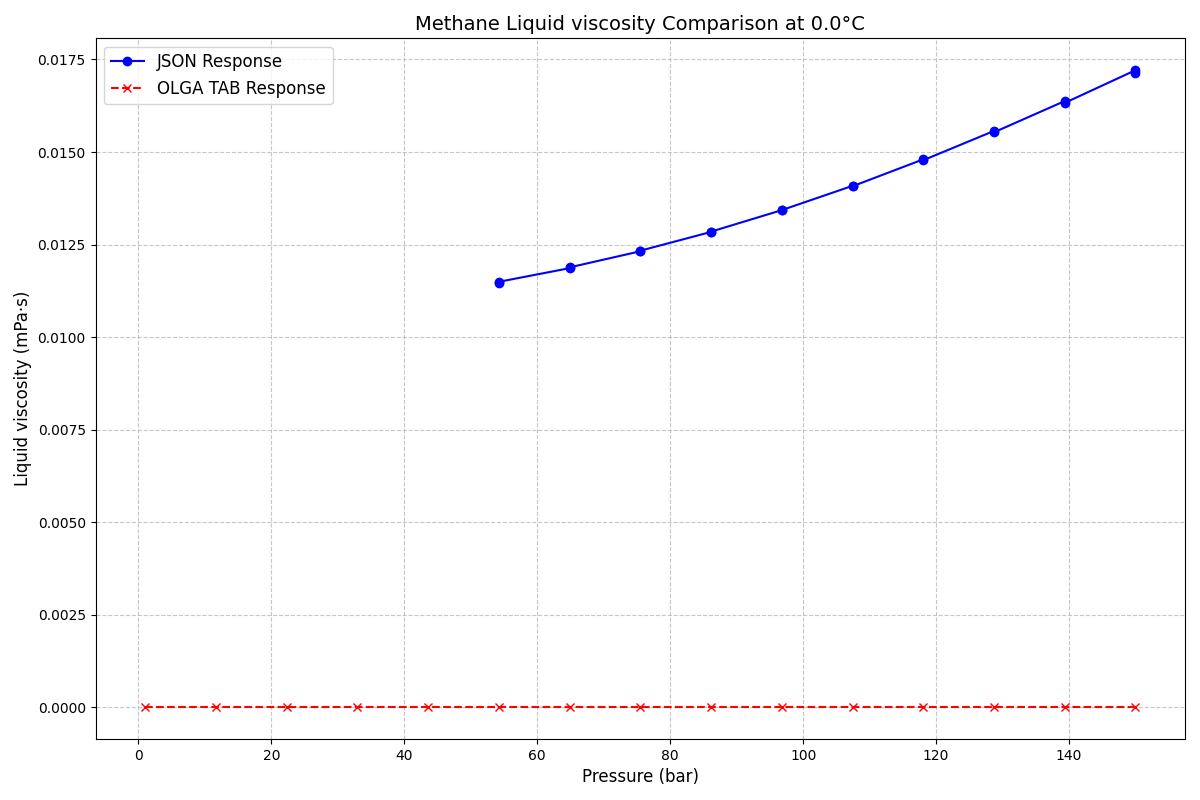 Methane Liquid viscosity Comparison at 0.0°C
JSON Response
OLGA TAB Response
0.0175
0.0150
0.0125
0.0100
0.0075
0.0050
0.0025
0.0000
Liquid viscosity (mPa·s)
0 20 40 60 80 100 120 140
Pressure (bar)